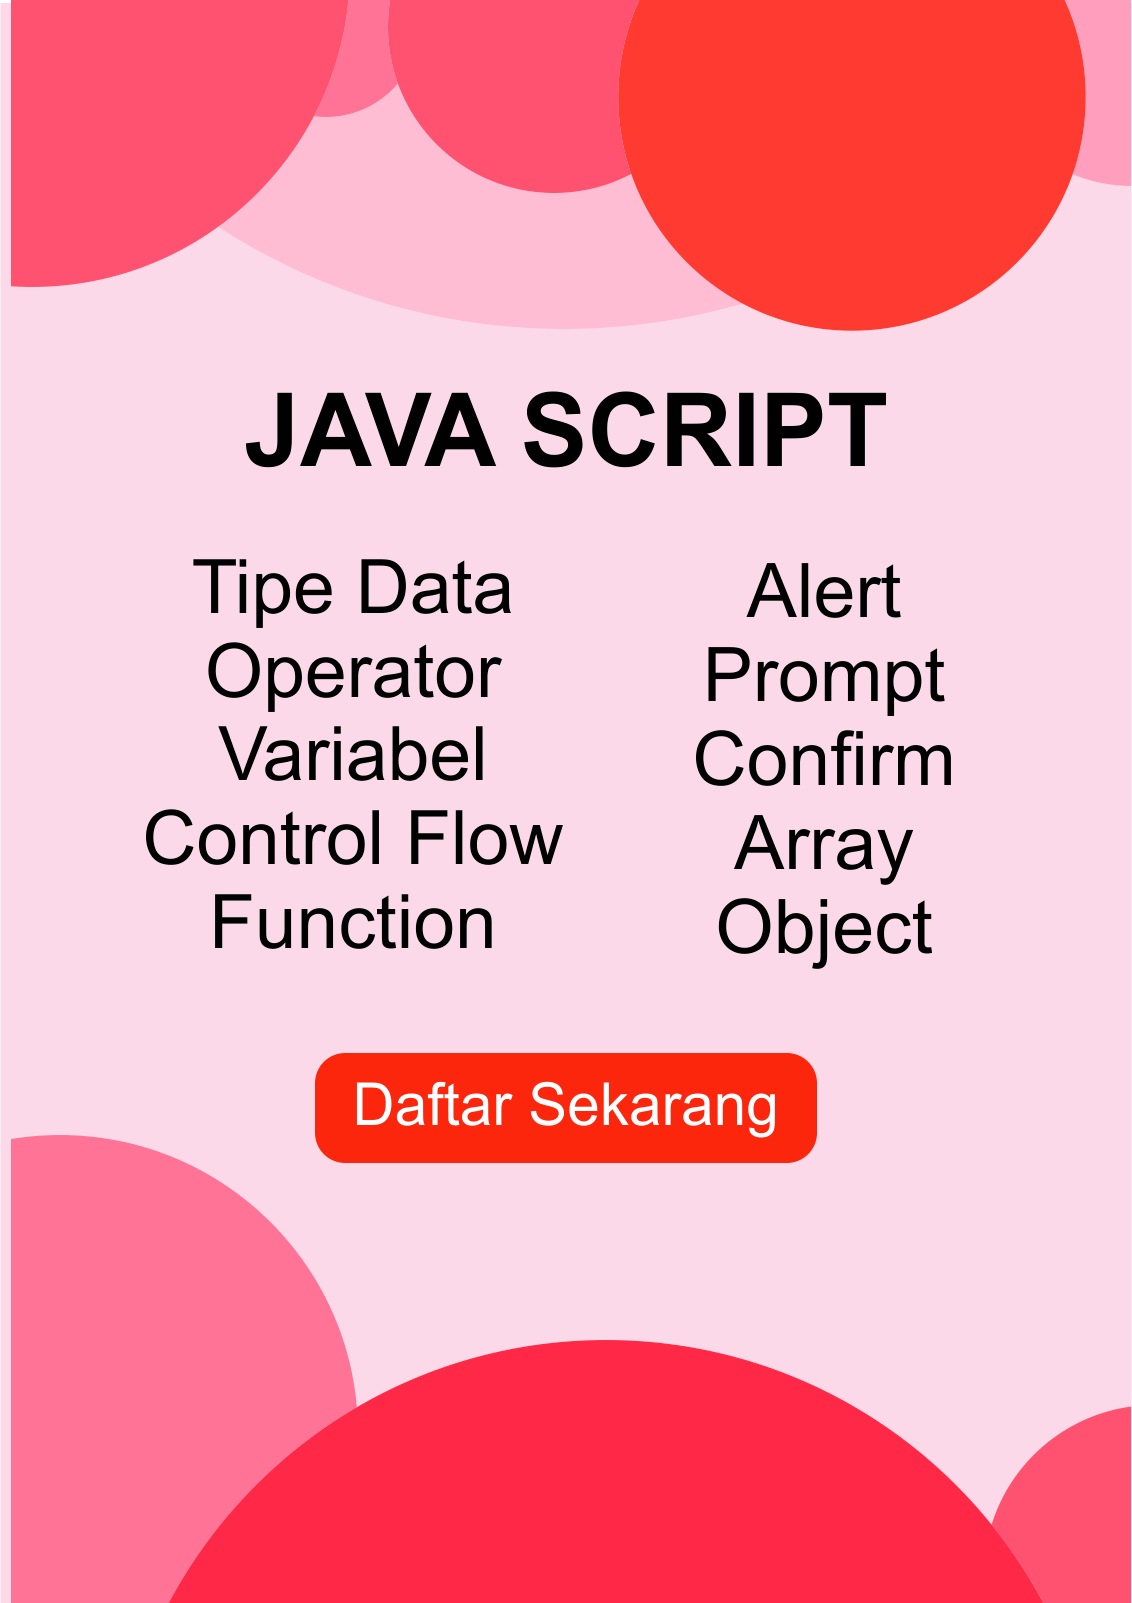 JAVA SCRIPT
Tipe Data
Operator
Variabel
Control Flow
Function
Alert
Prompt
Confirm
Array
Object
Daftar Sekarang